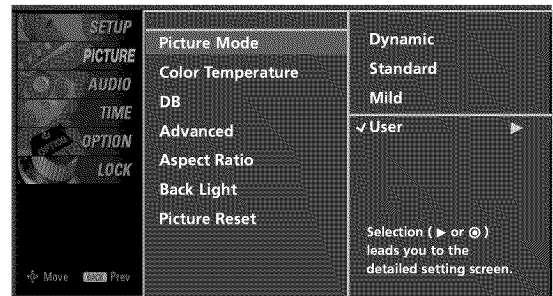 SETUP
PICTURE
AUDIO
TIME
OPTION
LOCK
Move BACK Prev
Picture Mode
Color Temperature
DB
Advanced
Aspect Ratio
Back Light
Picture Reset
Dynamic
Standard
Mild
✓ User ▶
Selection ( ▶ or ◉ )
leads you to the
detailed setting screen.